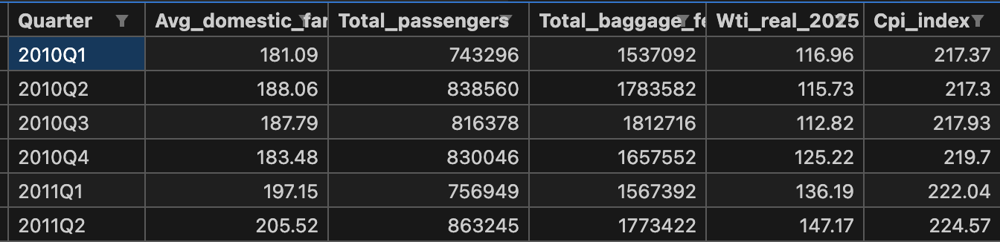 Quarter Avg_domestic_far Total_passengers Total_baggage_fe Wti_real_2025 Cpi_index
2010Q1 181.09 743296 1537092 116.96 217.37
2010Q2 188.06 838560 1783582 115.73 217.3
2010Q3 187.79 816378 1812716 112.82 217.93
2010Q4 183.48 830046 1657552 125.22 219.7
2011Q1 197.15 756949 1567392 136.19 222.04
2011Q2 205.52 863245 1773422 147.17 224.57